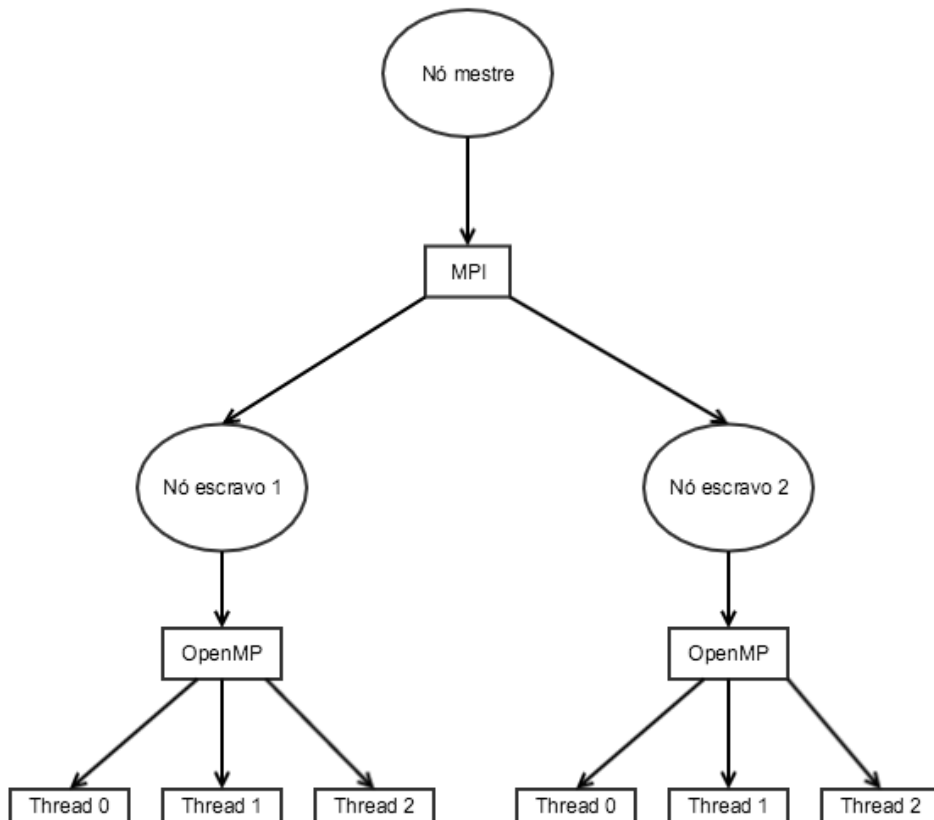 Nó mestre
MPI
Nó escravo 1
Nó escravo 2
OpenMP
OpenMP
Thread 0
Thread 1
Thread 2
Thread 0
Thread 1
Thread 2